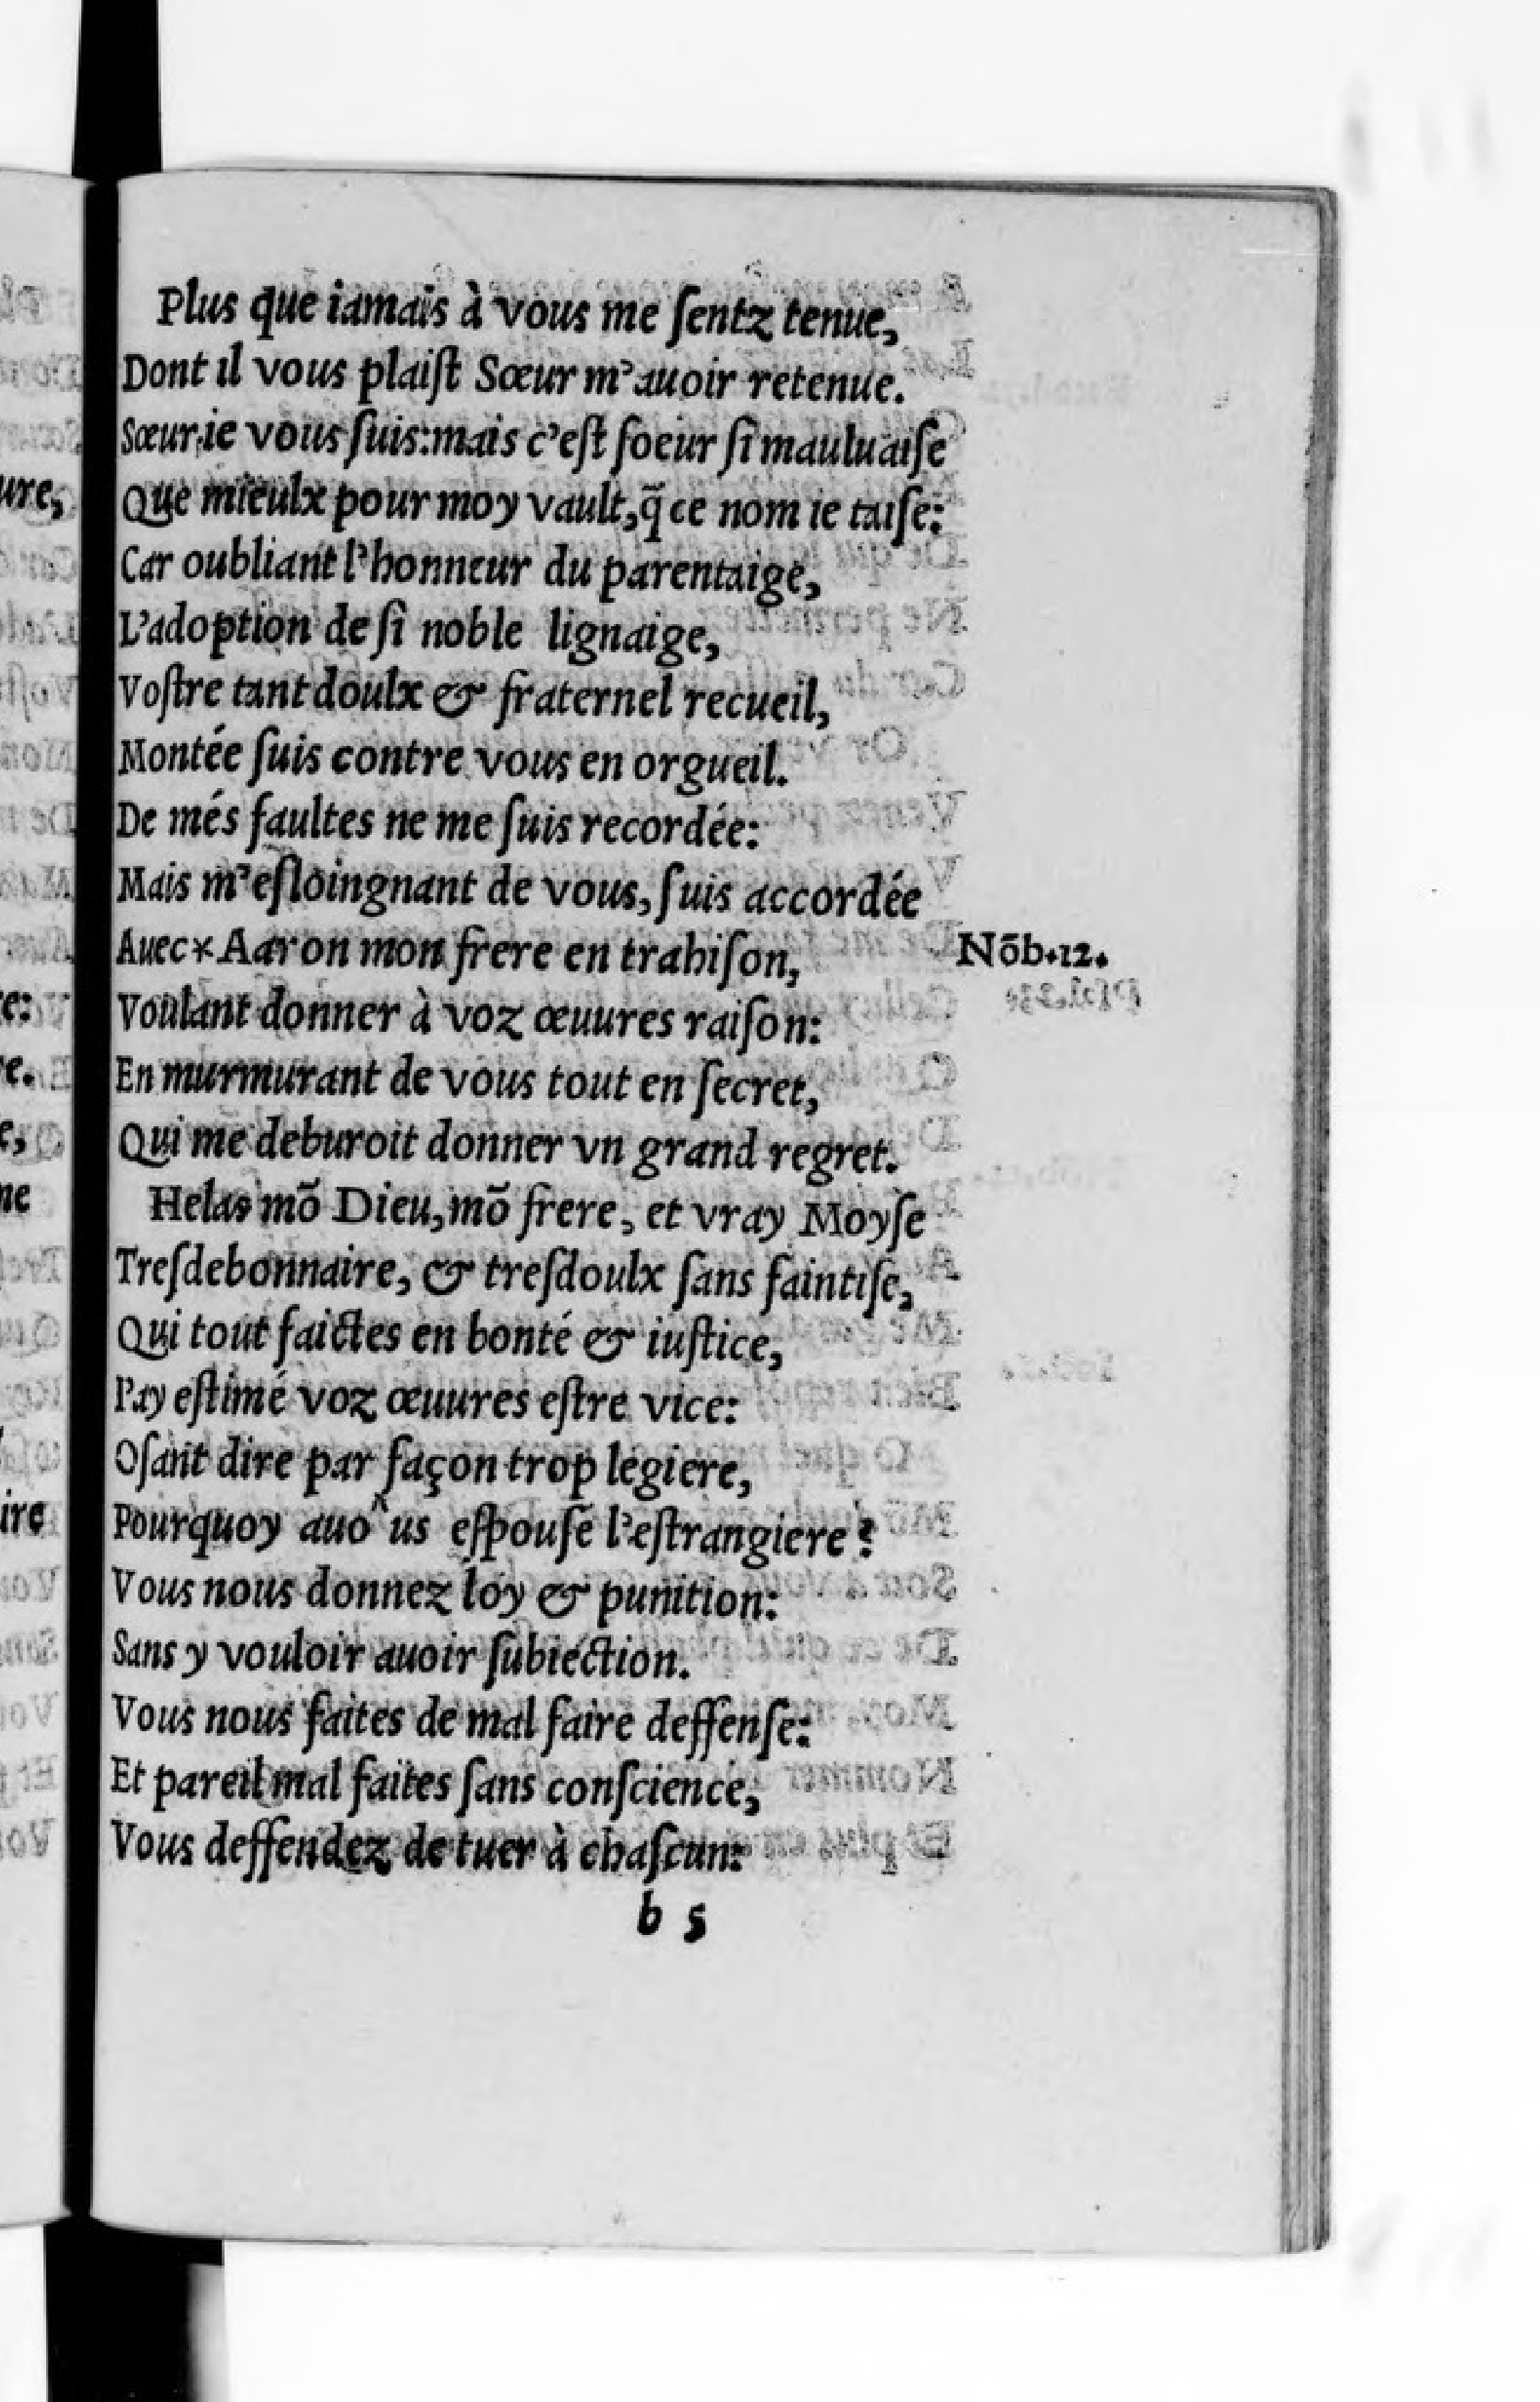 Plus que iamais à vous me ſentz tenue,
Dont il vous plaiſt Sœur m'auoir retenue.
Sœur ie vous ſuis: mais c'eſt ſoeur ſi mauluaiſe
Que mieulx pour moy vault, q̃ ce nom ie taiſe:
Car oubliant l'honneur du parentaige,
L'adoption de ſi noble lignaige,
Voſtre tant doulx & fraternel recueil,
Montée ſuis contre vous en orgueil.
De més faultes ne me ſuis recordée:
Mais m'eſloingnant de vous, ſuis accordée
Auec * Aaron mon frere en trahiſon, Nōb.12.
Voulant donner à voz œuures raiſon:
En murmurant de vous tout en ſecret,
Qui me deburoit donner vn grand regret.
Helas mõ Dieu, mõ frere, et vray Moyſe
Treſdebonnaire, & treſdoulx ſans faintiſe,
Qui tout faictes en bonté & iuſtice,
I'ay eſtimé voz œuures eſtre vice:
Oſant dire par façon trop legiere,
Pourquoy auo^us eſpouſé l'eſtrangiere?
Vous nous donnez loy & punition:
Sans y vouloir auoir ſubiection.
Vous nous faites de mal faire deffenſe:
Et pareil mal faites ſans conſcience,
Vous deffendez de tuer à chaſcun:
b 5